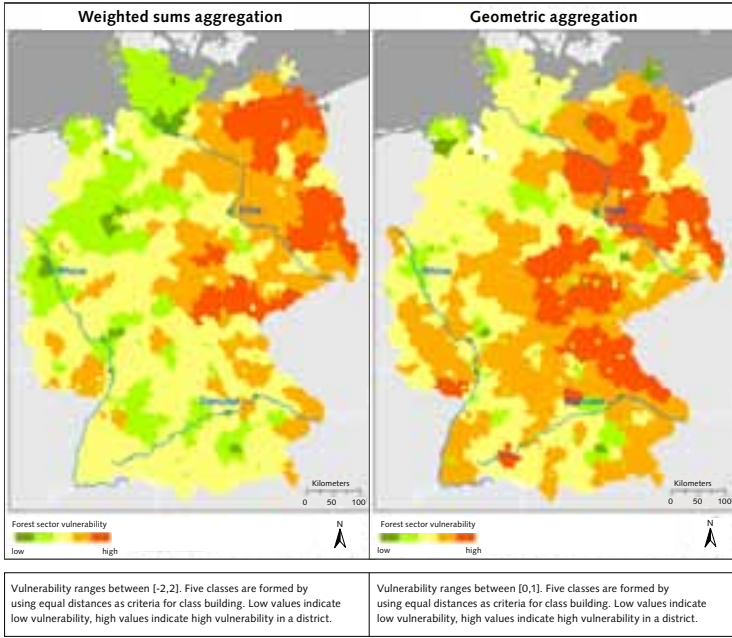 Weighted sums aggregation
Geometric aggregation
Elbe
Rhine
Rhine
Danube
Kilometers
0 50 100
Kilometers
0 50 100
Forest sector vulnerability
low high
N
Forest sector vulnerability
low high
N
Vulnerability ranges between [-2,2]. Five classes are formed by
using equal distances as criteria for class building. Low values indicate
low vulnerability, high values indicate high vulnerability in a district.
Vulnerability ranges between [0,1]. Five classes are formed by
using equal distances as criteria for class building. Low values indicate
low vulnerability, high values indicate high vulnerability in a district.